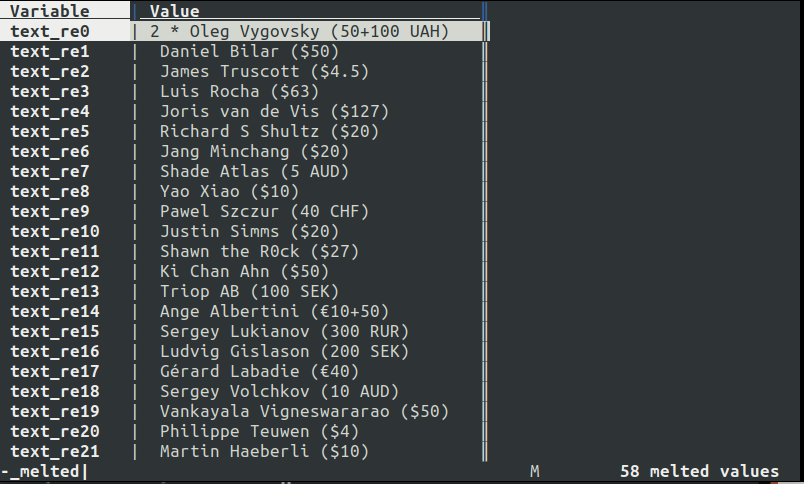 Variable | Value ║
text_re0 | 2 * Oleg Vygovsky (50+100 UAH) ║
text_re1 | Daniel Bilar ($50) ║
text_re2 | James Truscott ($4.5) ║
text_re3 | Luis Rocha ($63) ║
text_re4 | Joris van de Vis ($127) ║
text_re5 | Richard S Shultz ($20) ║
text_re6 | Jang Minchang ($20) ║
text_re7 | Shade Atlas (5 AUD) ║
text_re8 | Yao Xiao ($10) ║
text_re9 | Pawel Szczur (40 CHF) ║
text_re10 | Justin Simms ($20) ║
text_re11 | Shawn the R0ck ($27) ║
text_re12 | Ki Chan Ahn ($50) ║
text_re13 | Triop AB (100 SEK) ║
text_re14 | Ange Albertini (€10+50) ║
text_re15 | Sergey Lukianov (300 RUR) ║
text_re16 | Ludvig Gislason (200 SEK) ║
text_re17 | Gérard Labadie (€40) ║
text_re18 | Sergey Volchkov (10 AUD) ║
text_re19 | Vankayala Vigneswararao ($50) ║
text_re20 | Philippe Teuwen ($4) ║
text_re21 | Martin Haeberli ($10) ║
-_melted| M 58 melted values